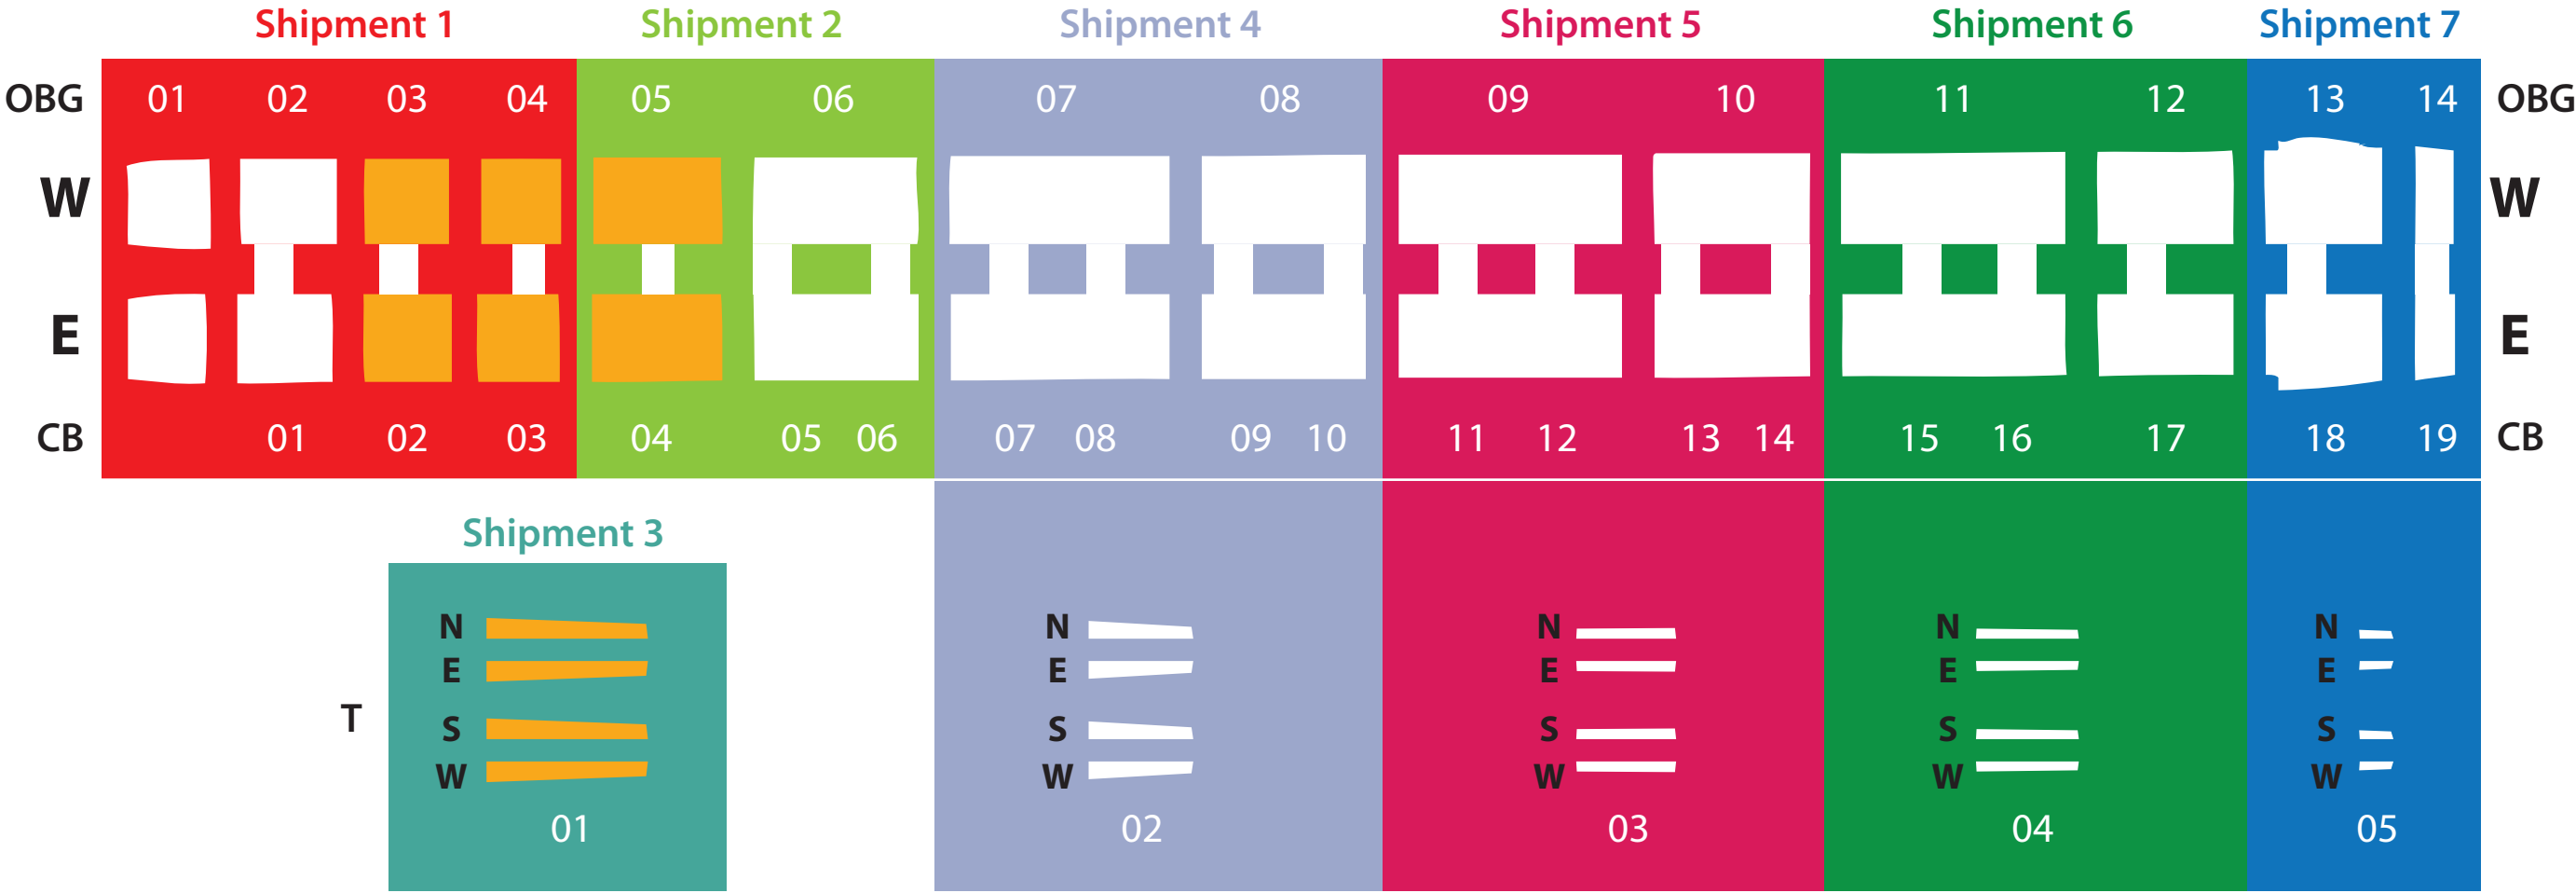 Shipment 1 Shipment 2 Shipment 4 Shipment 5 Shipment 6 Shipment 7
OBG 01 02 03 04 05 06 07 08 09 10 11 12 13 14 OBG
W W
E E
CB 01 02 03 04 05 06 07 08 09 10 11 12 13 14 15 16 17 18 19 CB
Shipment 3
N N N N N
E E E E E
T
S S S S S
W W W W W
01 02 03 04 05